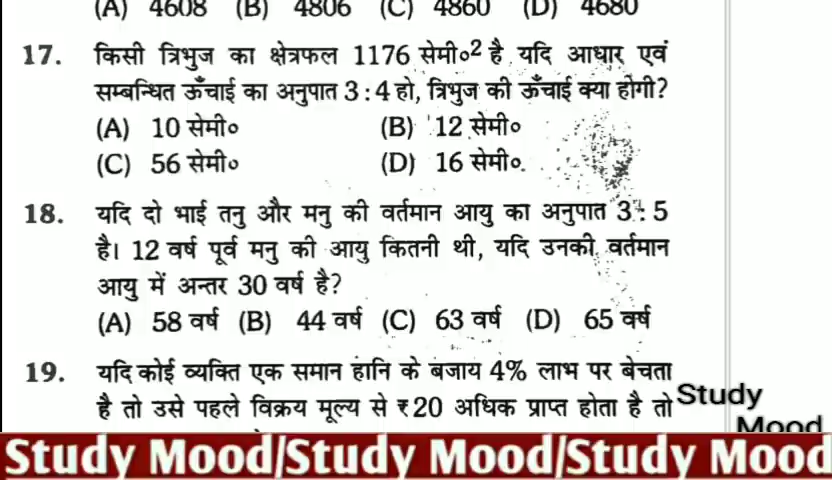 (A) 4608 (B) 4806 (C) 4860 (D) 4680
17. किसी त्रिभुज का क्षेत्रफल 1176 सेमी०² है यदि आधार एवं
सम्बन्धित ऊँचाई का अनुपात 3 : 4 हो, त्रिभुज की ऊँचाई क्या होगी?
(A) 10 सेमी० (B) 12 सेमी०
(C) 56 सेमी० (D) 16 सेमी०
18. यदि दो भाई तनु और मनु की वर्तमान आयु का अनुपात 3 : 5
है। 12 वर्ष पूर्व मनु की आयु कितनी थी, यदि उनकी वर्तमान
आयु में अन्तर 30 वर्ष है?
(A) 58 वर्ष (B) 44 वर्ष (C) 63 वर्ष (D) 65 वर्ष
19. यदि कोई व्यक्ति एक समान हानि के बजाय 4% लाभ पर बेचता
है तो उसे पहले विक्रय मूल्य से ₹20 अधिक प्राप्त होता है तो
Study
Mood
Study Mood/Study Mood/Study Mood